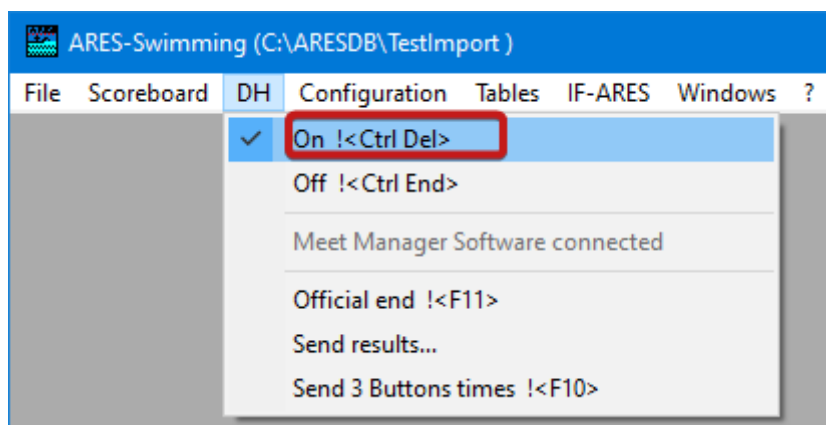 ARES-Swimming (C:\ARESDB\TestImport )
File Scoreboard DH Configuration Tables IF-ARES Windows ?
On !<Ctrl Del>
Off !<Ctrl End>
Meet Manager Software connected
Official end !<F11>
Send results...
Send 3 Buttons times !<F10>